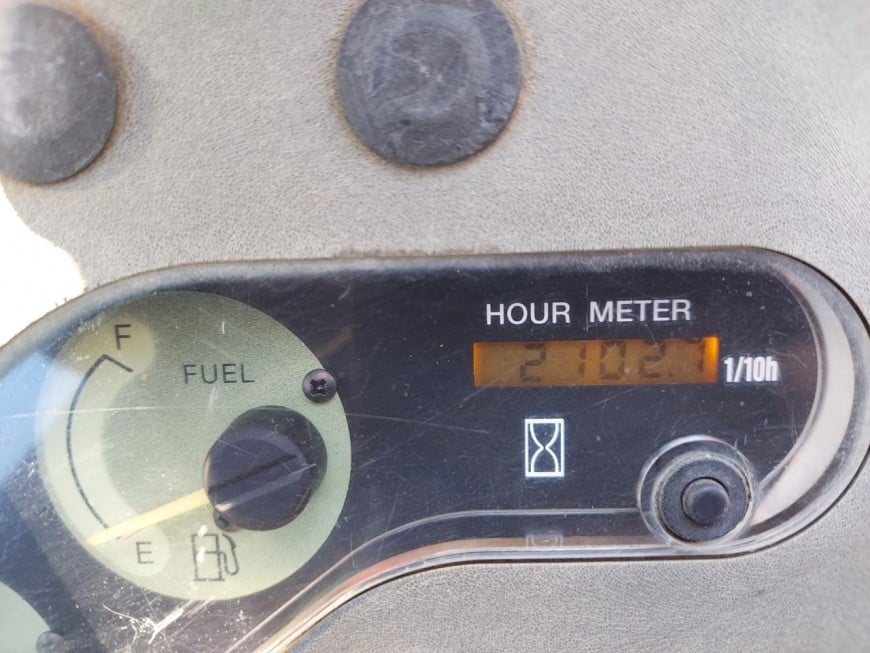 HOUR METER
2102.7
1/10h
F
FUEL
E